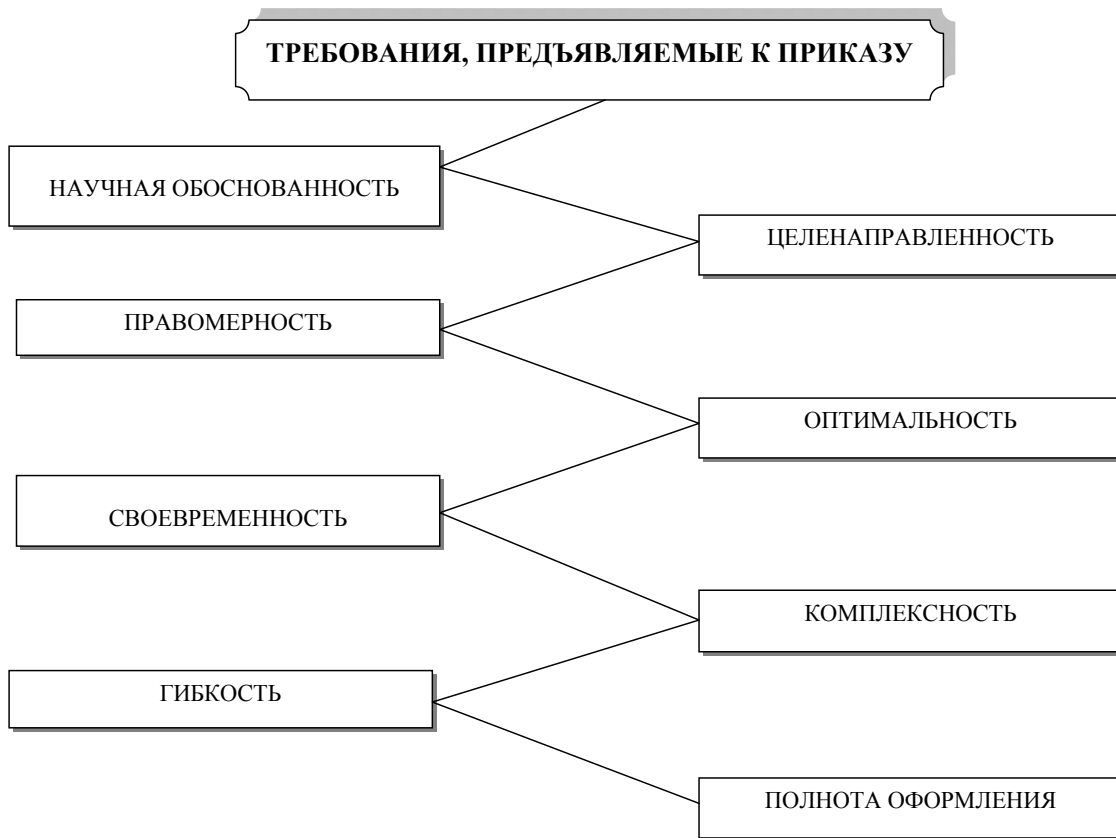 ТРЕБОВАНИЯ, ПРЕДЪЯВЛЯЕМЫЕ К ПРИКАЗУ
НАУЧНАЯ ОБОСНОВАННОСТЬ
ЦЕЛЕНАПРАВЛЕННОСТЬ
ПРАВОМЕРНОСТЬ
ОПТИМАЛЬНОСТЬ
СВОЕВРЕМЕННОСТЬ
КОМПЛЕКСНОСТЬ
ГИБКОСТЬ
ПОЛНОТА ОФОРМЛЕНИЯ